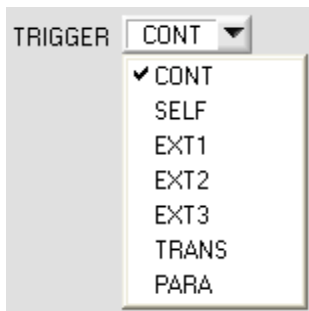 TRIGGER CONT
CONT
SELF
EXT1
EXT2
EXT3
TRANS
PARA